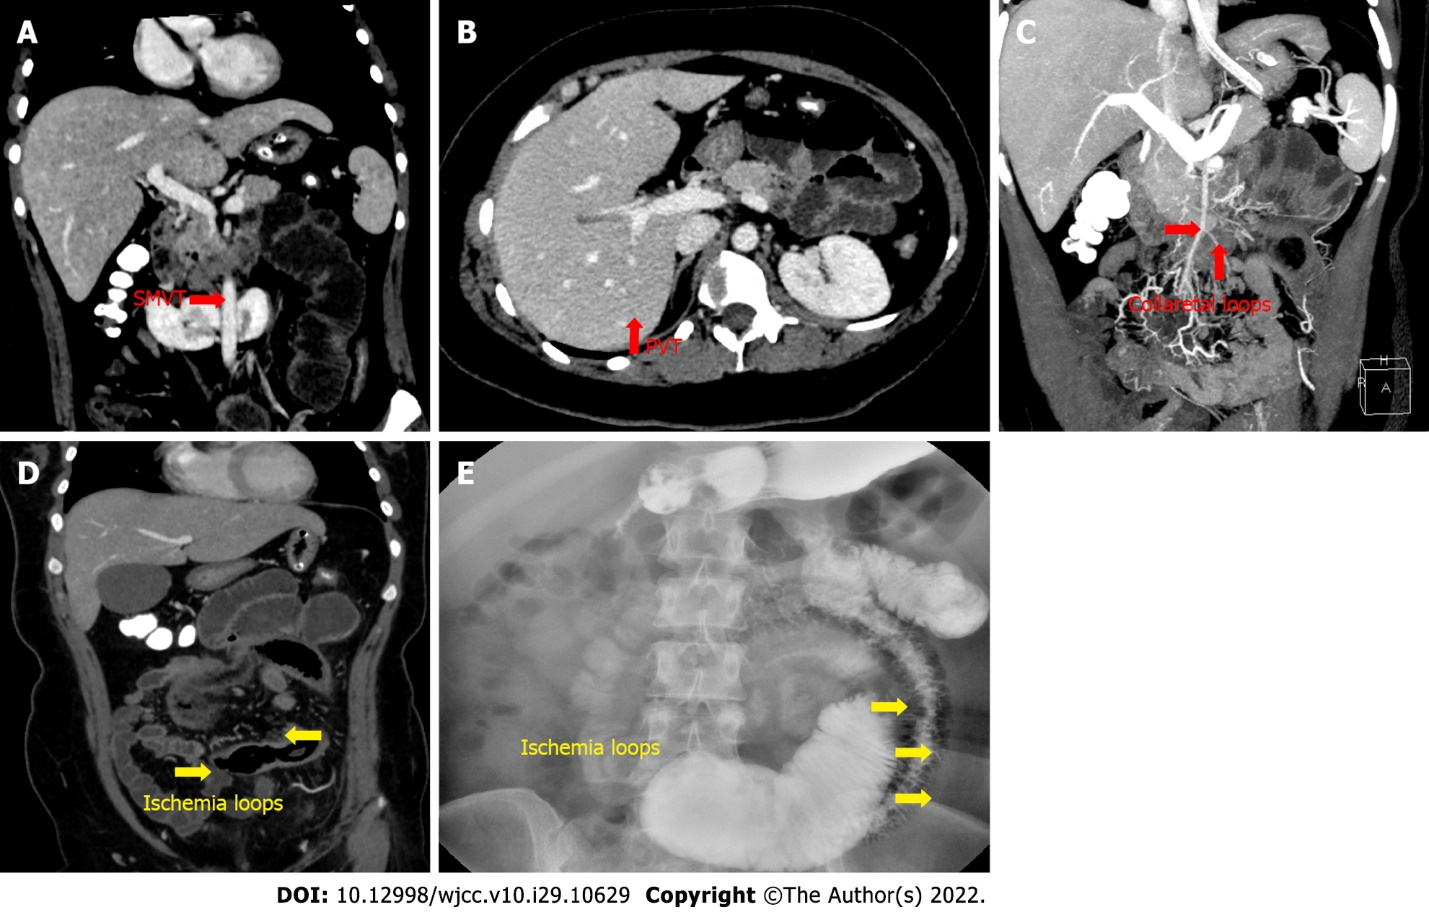 A
B
C
SMVT
PVT
Collaretal loops
H
R
A
D
E
Ischemia loops
Ischemia loops
DOI: 10.12998/wjcc.v10.i29.10629 Copyright ©The Author(s) 2022.